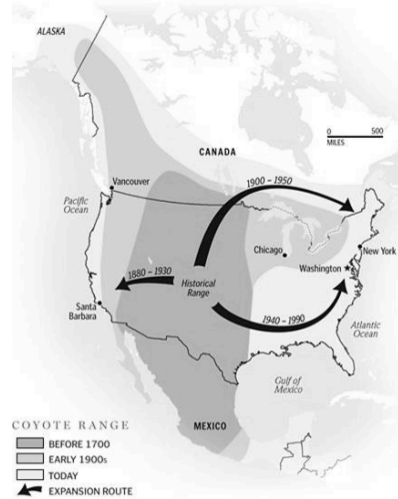 ALASKA
CANADA
0 500
MILES
1900 – 1950
Vancouver
Pacific
Ocean
Chicago
New York
Washington
1880 – 1930
Historical
Range
Santa
Barbara
1940 – 1990
Atlantic
Ocean
Gulf of
Mexico
MEXICO
COYOTE RANGE
BEFORE 1700
EARLY 1900s
TODAY
EXPANSION ROUTE